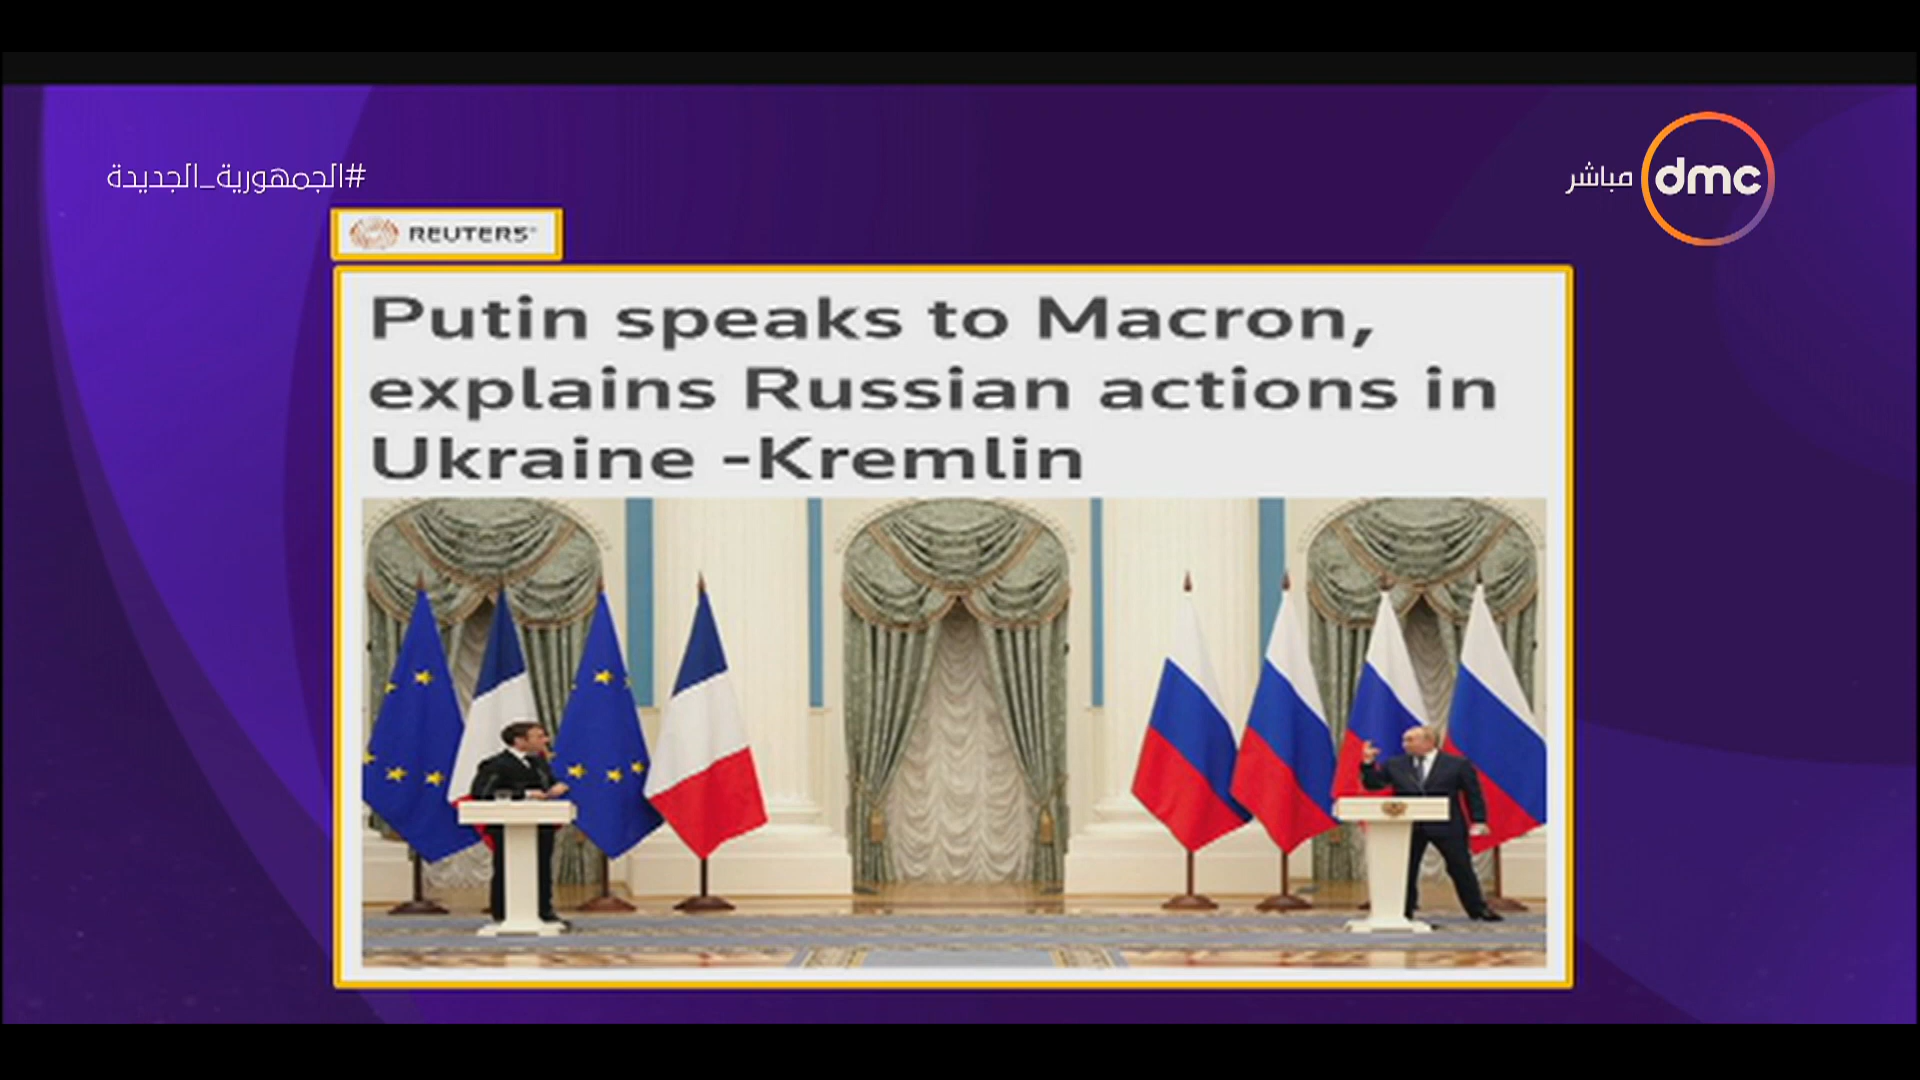 #الجمهورية_الجديدة
مباشر
dmc
REUTERS
Putin speaks to Macron,
explains Russian actions in
Ukraine -Kremlin